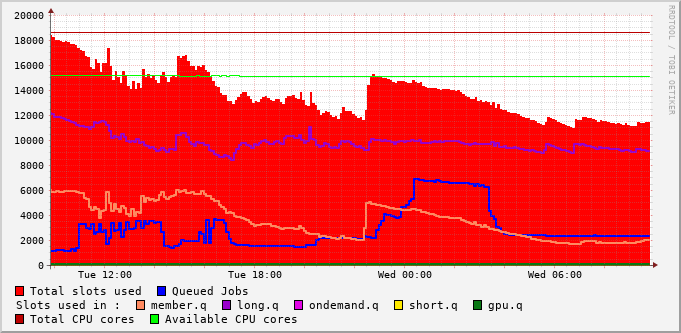 20000
18000
16000
14000
12000
10000
8000
6000
4000
2000
0
Tue 12:00 Tue 18:00 Wed 00:00 Wed 06:00
Total slots used Queued Jobs
Slots used in : member.q long.q ondemand.q short.q gpu.q
Total CPU cores Available CPU cores
RRDTOOL / TOBI OETIKER